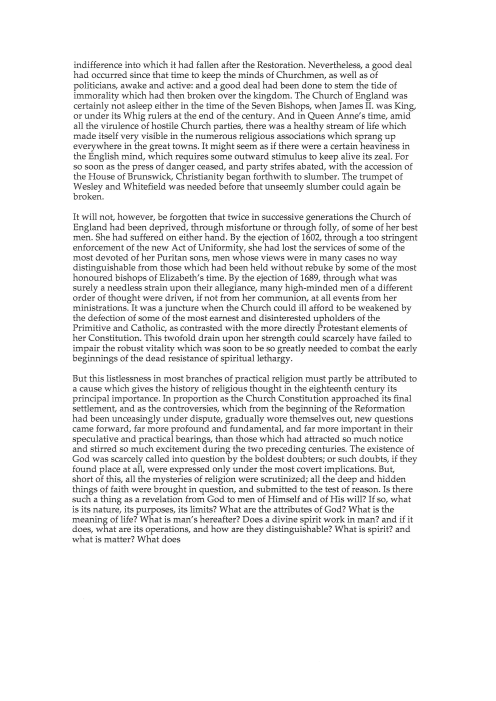 indifference into which it had fallen after the Restoration. Nevertheless, a good deal
had occurred since that time to keep the minds of Churchmen, as well as of
politicians, awake and active: and a good deal had been done to stem the tide of
immorality which had then broken over the kingdom. The Church of England was
certainly not asleep either in the time of the Seven Bishops, when James II. was King,
or under its Whig rulers at the end of the century. And in Queen Anne's time, amid
all the virulence of hostile Church parties, there was a healthy stream of life which
made itself very visible in the numerous religious associations which sprang up
everywhere in the great towns. It might seem as if there were a certain heaviness in
the English mind, which requires some outward stimulus to keep alive its zeal. For
so soon as the press of danger ceased, and party strifes abated, with the accession of
the House of Brunswick, Christianity began forthwith to slumber. The trumpet of
Wesley and Whitefield was needed before that unseemly slumber could again be
broken.
It will not, however, be forgotten that twice in successive generations the Church of
England had been deprived, through misfortune or through folly, of some of her best
men. She had suffered on either hand. By the ejection of 1602, through a too stringent
enforcement of the new Act of Uniformity, she had lost the services of some of the
most devoted of her Puritan sons, men whose views were in many cases no way
distinguishable from those which had been held without rebuke by some of the most
honoured bishops of Elizabeth's time. By the ejection of 1689, through what was
surely a needless strain upon their allegiance, many high-minded men of a different
order of thought were driven, if not from her communion, at all events from her
ministrations. It was a juncture when the Church could ill afford to be weakened by
the defection of some of the most earnest and disinterested upholders of the
Primitive and Catholic, as contrasted with the more directly Protestant elements of
her Constitution. This twofold drain upon her strength could scarcely have failed to
impair the robust vitality which was soon to be so greatly needed to combat the early
beginnings of the dead resistance of spiritual lethargy.
But this listlessness in most branches of practical religion must partly be attributed to
a cause which gives the history of religious thought in the eighteenth century its
principal importance. In proportion as the Church Constitution approached its final
settlement, and as the controversies, which from the beginning of the Reformation
had been unceasingly under dispute, gradually wore themselves out, new questions
came forward, far more profound and fundamental, and far more important in their
speculative and practical bearings, than those which had attracted so much notice
and stirred so much excitement during the two preceding centuries. The existence of
God was scarcely called into question by the boldest doubters; or such doubts, if they
found place at all, were expressed only under the most covert implications. But,
short of this, all the mysteries of religion were scrutinized; all the deep and hidden
things of faith were brought in question, and submitted to the test of reason. Is there
such a thing as a revelation from God to men of Himself and of His will? If so, what
is its nature, its purposes, its limits? What are the attributes of God? What is the
meaning of life? What is man's hereafter? Does a divine spirit work in man? and if it
does, what are its operations, and how are they distinguishable? What is spirit? and
what is matter? What does